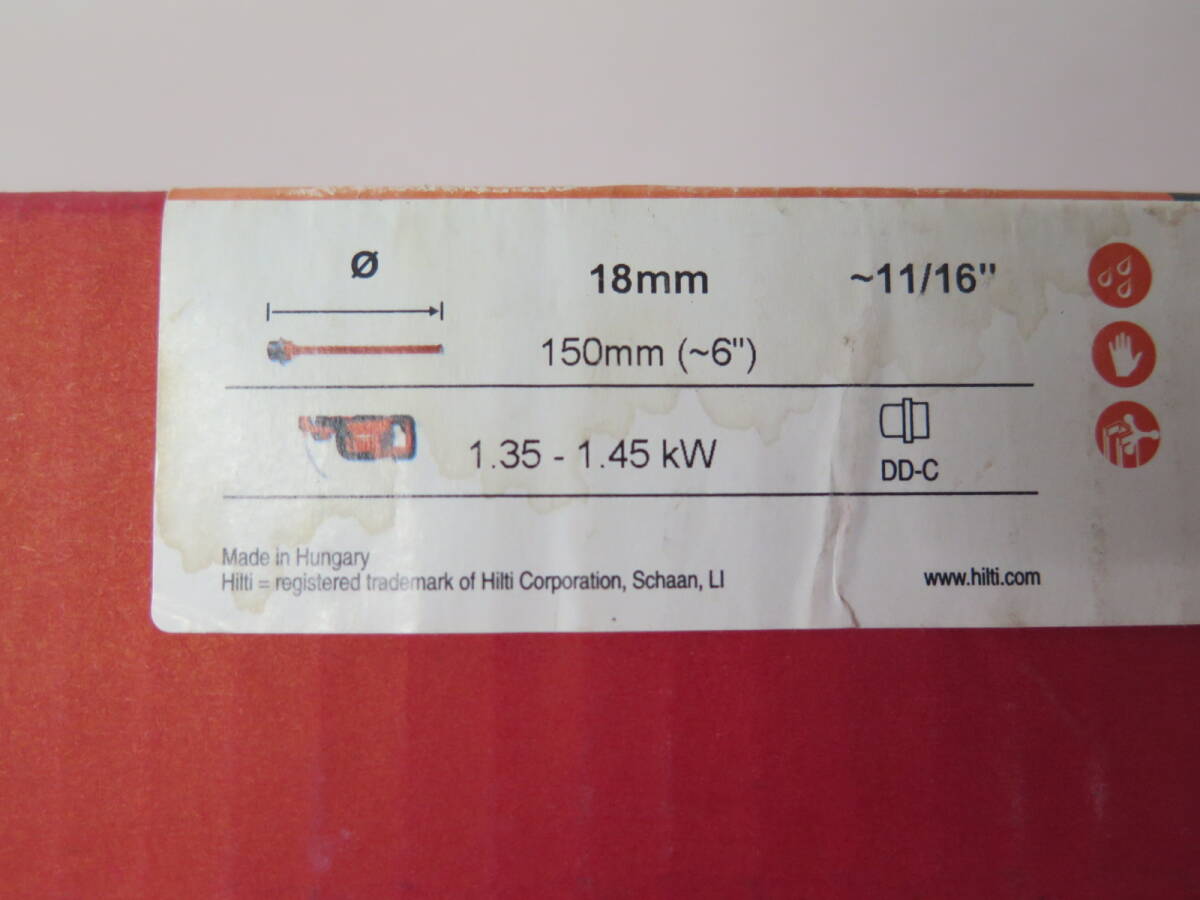 Ø 18mm ~11/16"
150mm (~6")
1.35 - 1.45 kW
DD-C
Made in Hungary
Hilti = registered trademark of Hilti Corporation, Schaan, LI www.hilti.com